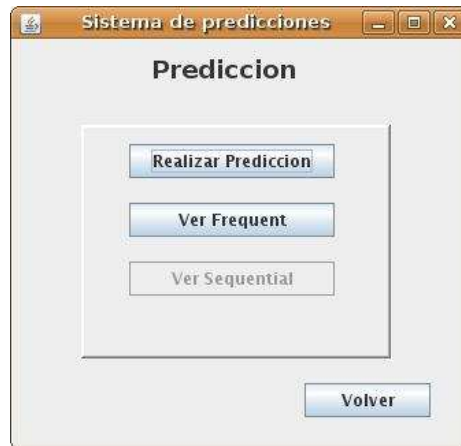 Sistema de predicciones
Prediccion
Realizar Prediccion
Ver Frequent
Ver Sequential
Volver